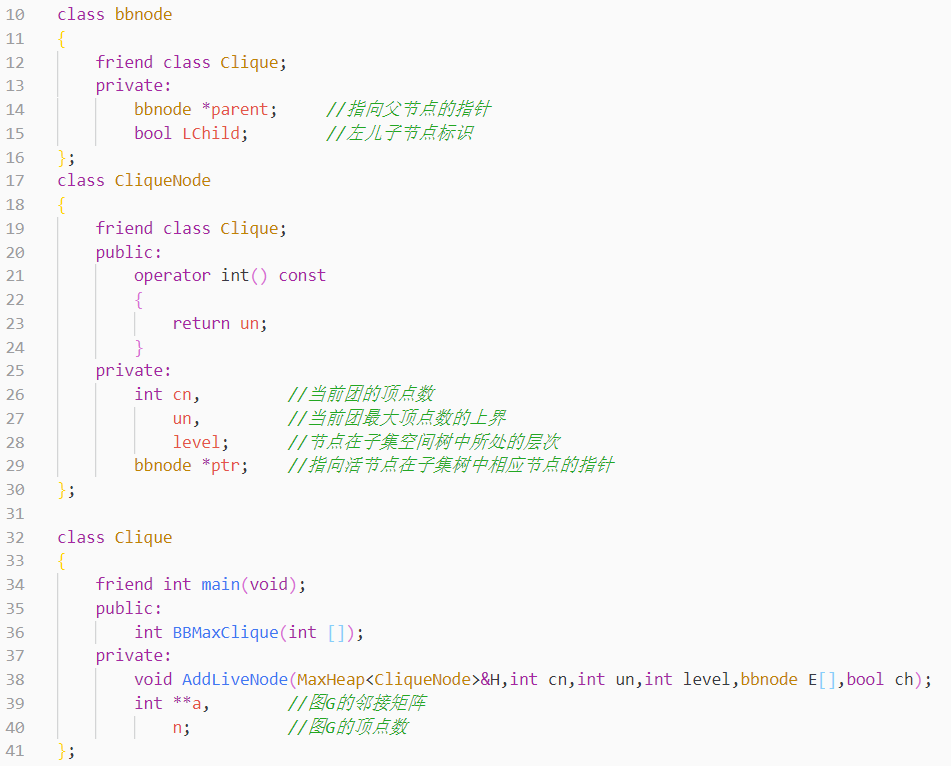 10 class bbnode
11 {
12 friend class Clique;
13 private:
14 bbnode *parent; //指向父节点的指针
15 bool LChild; //左儿子节点标识
16 };
17 class CliqueNode
18 {
19 friend class Clique;
20 public:
21 operator int() const
22 {
23 return un;
24 }
25 private:
26 int cn, //当前团的顶点数
27 un, //当前团最大顶点数的上界
28 level; //节点在子集空间树中所处的层次
29 bbnode *ptr; //指向活节点在子集树中相应节点的指针
30 };
31
32 class Clique
33 {
34 friend int main(void);
35 public:
36 int BBMaxClique(int []);
37 private:
38 void AddLiveNode(MaxHeap<CliqueNode>&H,int cn,int un,int level,bbnode E[],bool ch);
39 int **a, //图G的邻接矩阵
40 n; //图G的顶点数
41 };